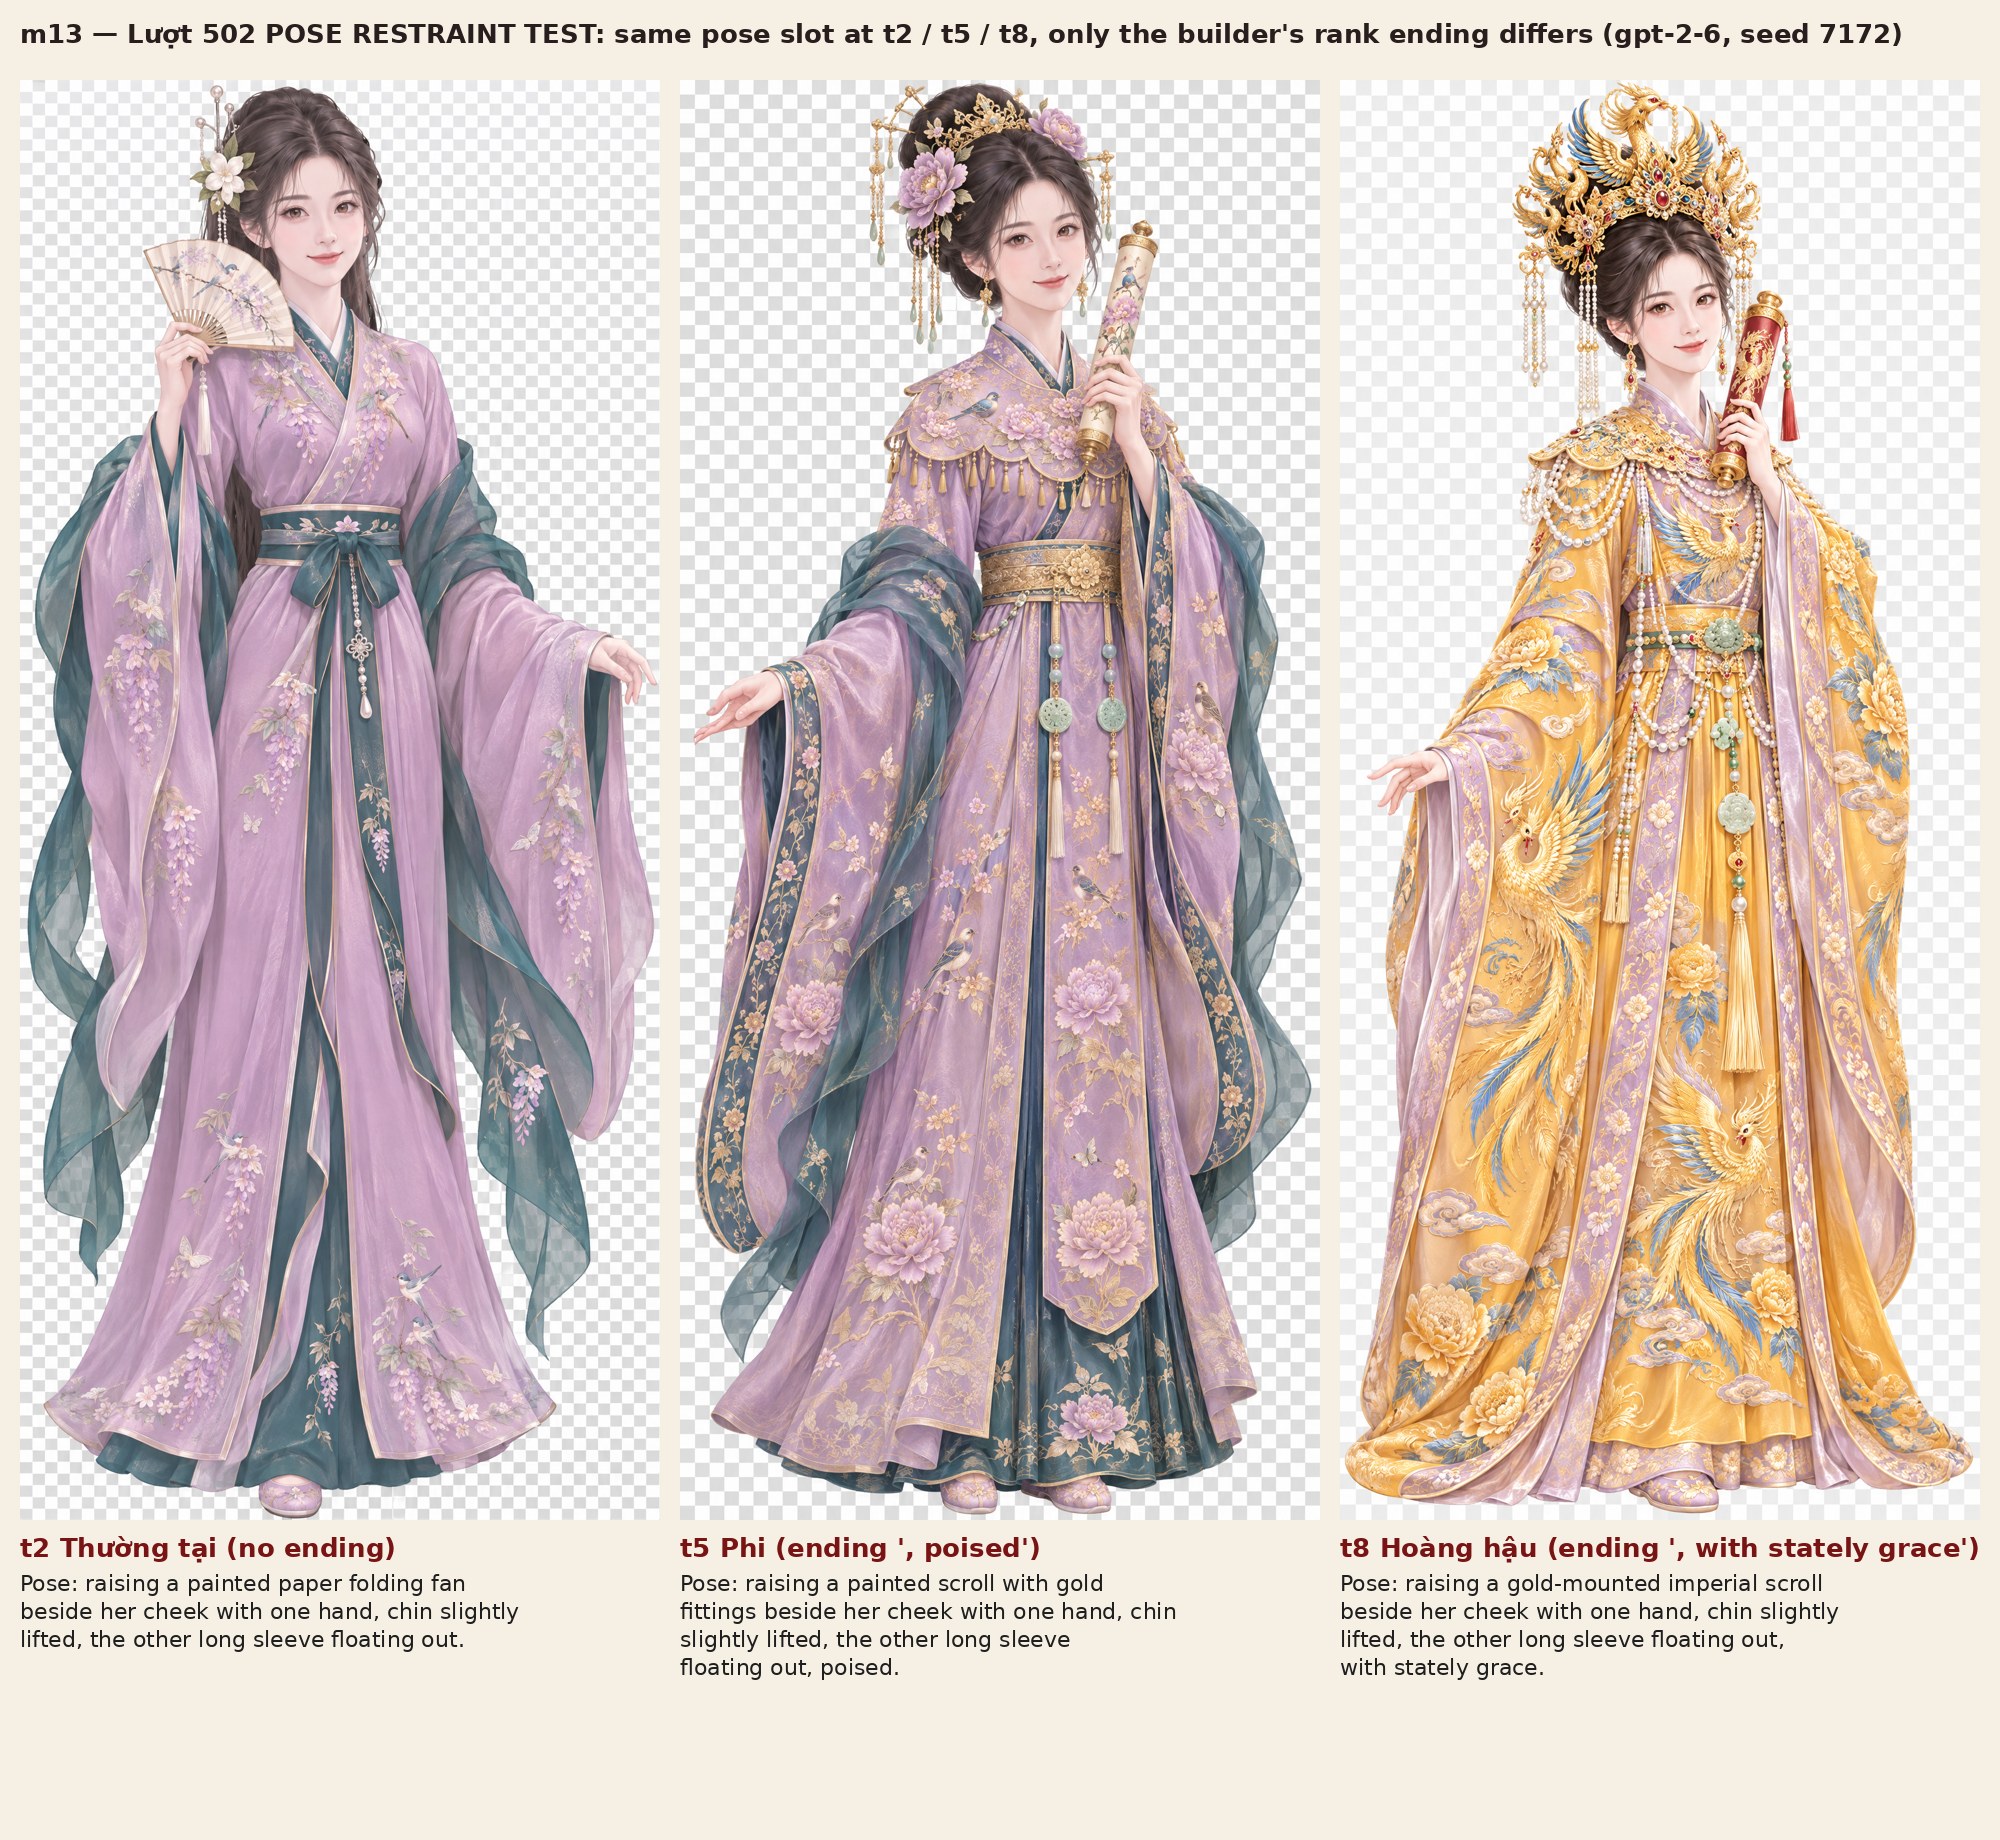 m13 — Lượt 502 POSE RESTRAINT TEST: same pose slot at t2 / t5 / t8, only the builder's rank ending differs (gpt-2-6, seed 7172)
t2 Thường tại (no ending)
Pose: raising a painted paper folding fan
beside her cheek with one hand, chin slightly
lifted, the other long sleeve floating out.
t5 Phi (ending ', poised')
Pose: raising a painted scroll with gold
fittings beside her cheek with one hand, chin
slightly lifted, the other long sleeve
floating out, poised.
t8 Hoàng hậu (ending ', with stately grace')
Pose: raising a gold-mounted imperial scroll
beside her cheek with one hand, chin slightly
lifted, the other long sleeve floating out,
with stately grace.